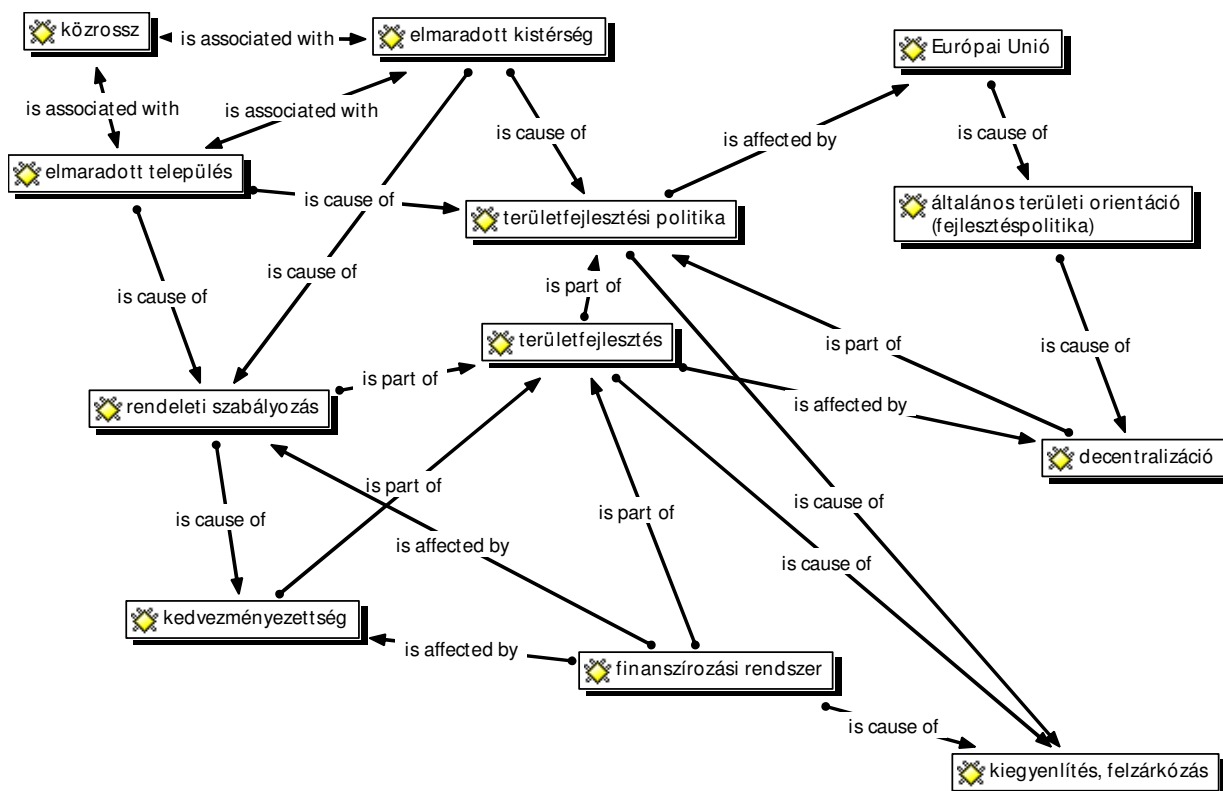 közrossz
is associated with
elmaradott kistérség
Európai Unió
is associated with
is associated with
is cause of
is affected by
is cause of
elmaradott település
is cause of
területfejlesztési politika
általános területi orientáció
(fejlesztéspolitika)
is cause of
is cause of
is part of
területfejlesztés
is part of
is cause of
is part of
is affected by
rendeleti szabályozás
decentralizáció
is part of
is cause of
is part of
is cause of
is affected by
is cause of
kedvezményezettség
is affected by
finanszírozási rendszer
is cause of
kiegyenlítés, felzárkózás